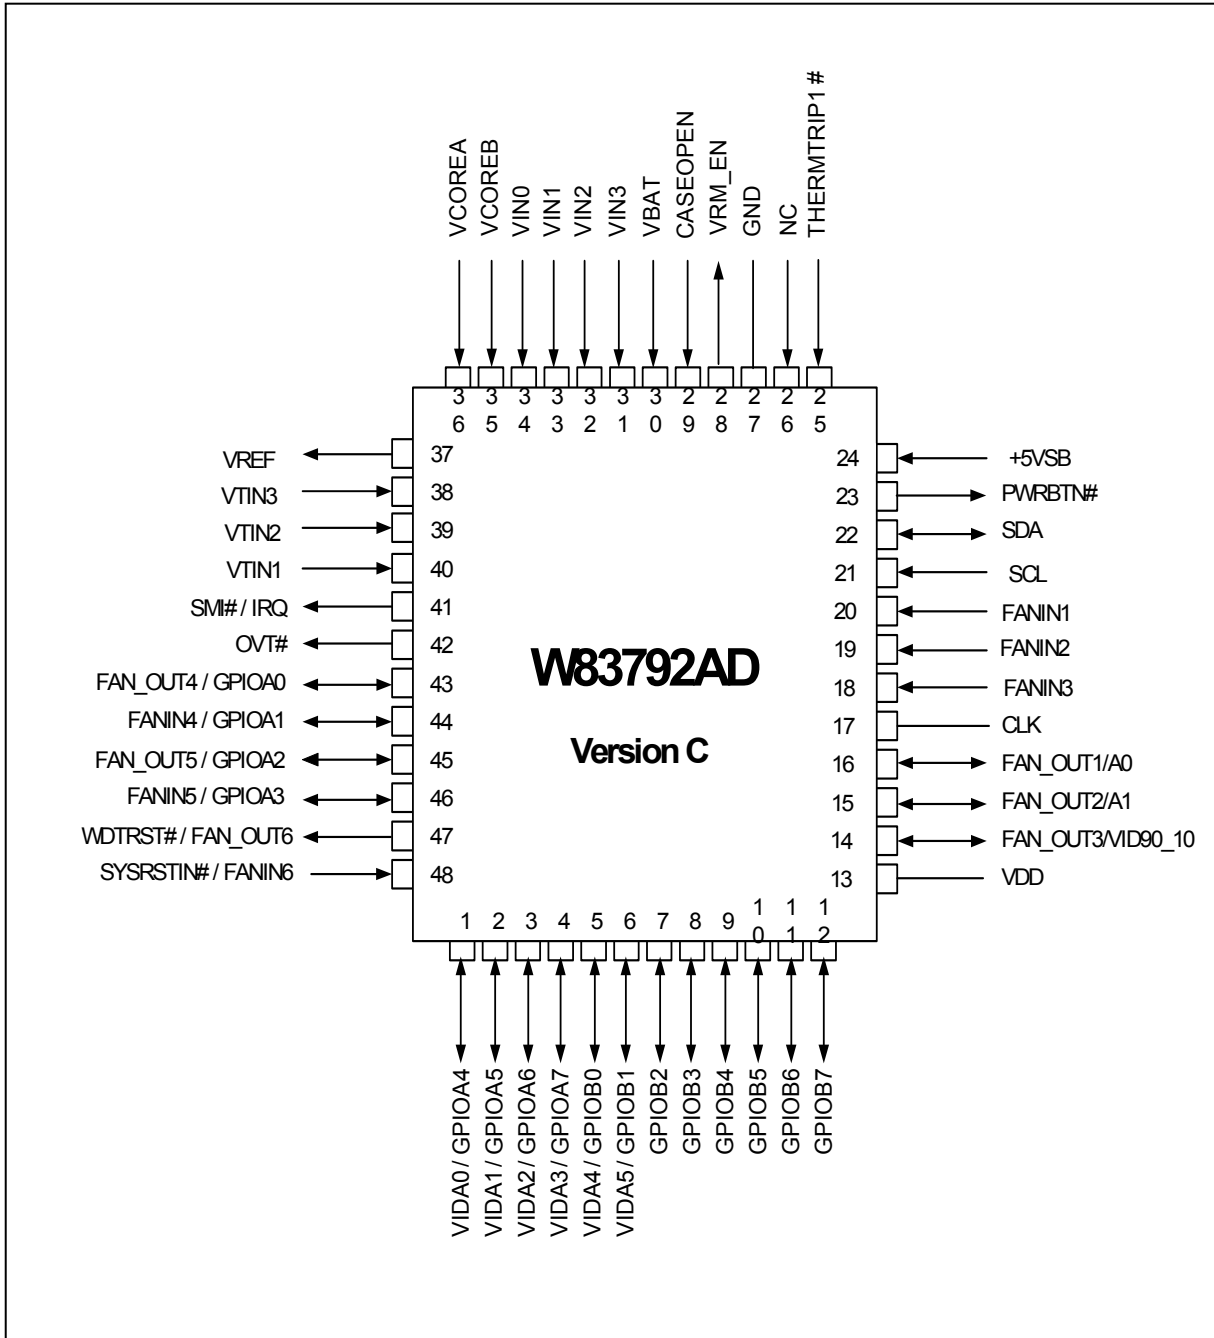 VCOREA
VCOREB
VIN0
VIN1
VIN2
VIN3
VBAT
CASEOPEN
VRM_EN
GND
NC
THERMTRIP1#
36
35
34
33
32
31
30
29
28
27
26
25
VREF
37
VTIN3
38
VTIN2
39
VTIN1
40
SMI# / IRQ
41
OVT#
42
FAN_OUT4 / GPIOA0
43
FANIN4 / GPIOA1
44
FAN_OUT5 / GPIOA2
45
FANIN5 / GPIOA3
46
WDTRST# / FAN_OUT6
47
SYSRSTIN# / FANIN6
48
W83792AD
Version C
24
+5VSB
23
PWRBTN#
22
SDA
21
SCL
20
FANIN1
19
FANIN2
18
FANIN3
17
CLK
16
FAN_OUT1/A0
15
FAN_OUT2/A1
14
FAN_OUT3/VID90_10
13
VDD
1
2
3
4
5
6
7
8
9
10
11
12
VIDA0 / GPIOA4
VIDA1 / GPIOA5
VIDA2 / GPIOA6
VIDA3 / GPIOA7
VIDA4 / GPIOB0
VIDA5 / GPIOB1
GPIOB2
GPIOB3
GPIOB4
GPIOB5
GPIOB6
GPIOB7